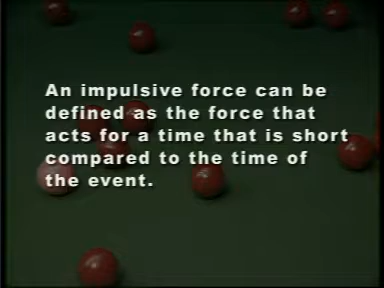 An impulsive force can be
defined as the force that
acts for a time that is short
compared to the time of
the event.